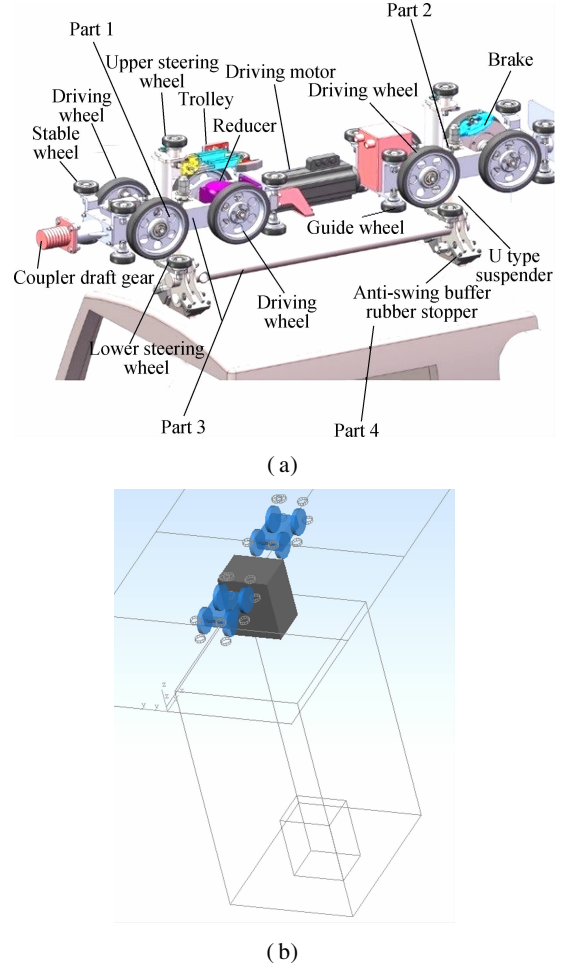 Part 1
Part 2
Upper steering
wheel
Driving motor
Brake
Driving wheel
Trolley
Driving
wheel
Reducer
Stable
wheel
Guide wheel
U type
suspender
Coupler draft gear
Driving
wheel
Anti-swing buffer
rubber stopper
Lower steering
wheel
Part 3
Part 4
(a)
z
z
y
y
(b)